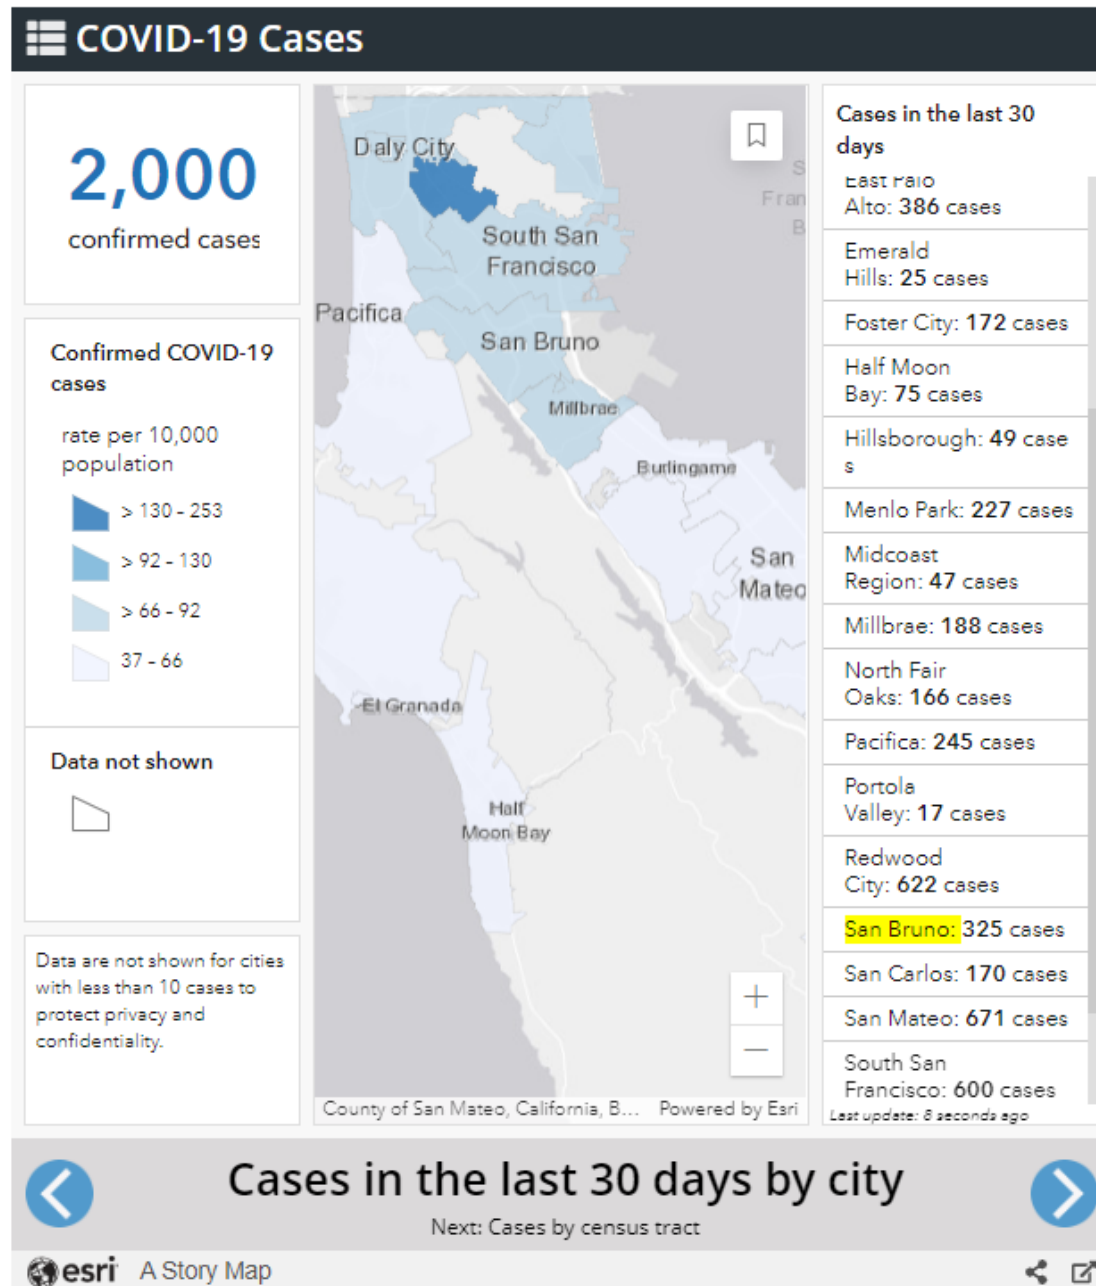 COVID-19 Cases
2,000
confirmed cases
Confirmed COVID-19
cases
rate per 10,000
population
> 130 - 253
> 92 - 130
> 66 - 92
37 - 66
Data not shown
Data are not shown for cities
with less than 10 cases to
protect privacy and
confidentiality.
Daly City
S
Fran
B
South San
Francisco
Pacifica
San Bruno
Millbrae
Burlingame
San
Mateo
El Granada
Half
Moon Bay
+
−
County of San Mateo, California, B... Powered by Esri
Cases in the last 30
days
East Palo
Alto: 386 cases
Emerald
Hills: 25 cases
Foster City: 172 cases
Half Moon
Bay: 75 cases
Hillsborough: 49 case
s
Menlo Park: 227 cases
Midcoast
Region: 47 cases
Millbrae: 188 cases
North Fair
Oaks: 166 cases
Pacifica: 245 cases
Portola
Valley: 17 cases
Redwood
City: 622 cases
San Bruno: 325 cases
San Carlos: 170 cases
San Mateo: 671 cases
South San
Francisco: 600 cases
Last update: 8 seconds ago
Cases in the last 30 days by city
Next: Cases by census tract
esri A Story Map